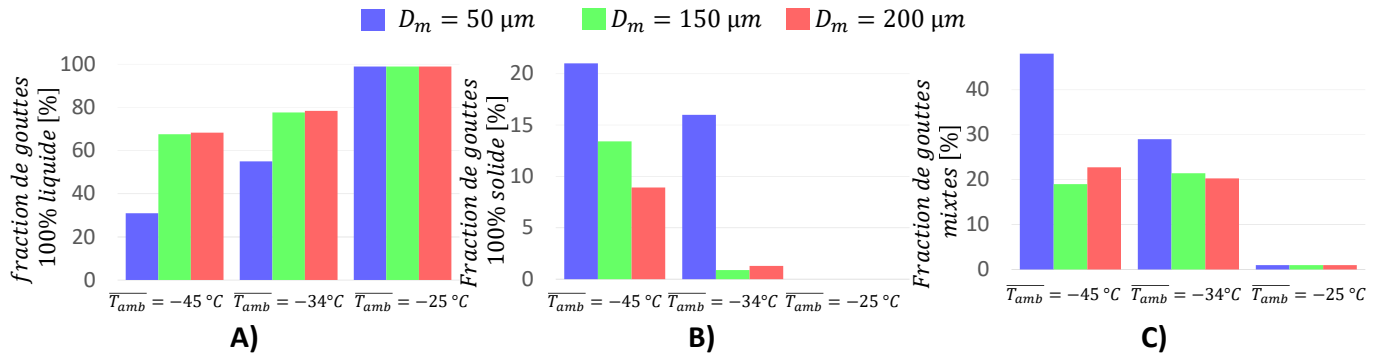 D_m = 50 µm D_m = 150 µm D_m = 200 µm
fraction de gouttes
100% liquide [%]
100
80
60
40
20
0
T_amb = −45 °C T_amb = −34°C T_amb = −25 °C
A)
Fraction de gouttes
100% solide [%]
20
15
10
5
0
T_amb = −45 °C T_amb = −34°C T_amb = −25 °C
B)
Fraction de gouttes
mixtes [%]
40
30
20
10
0
T_amb = −45 °C T_amb = −34°C T_amb = −25 °C
C)